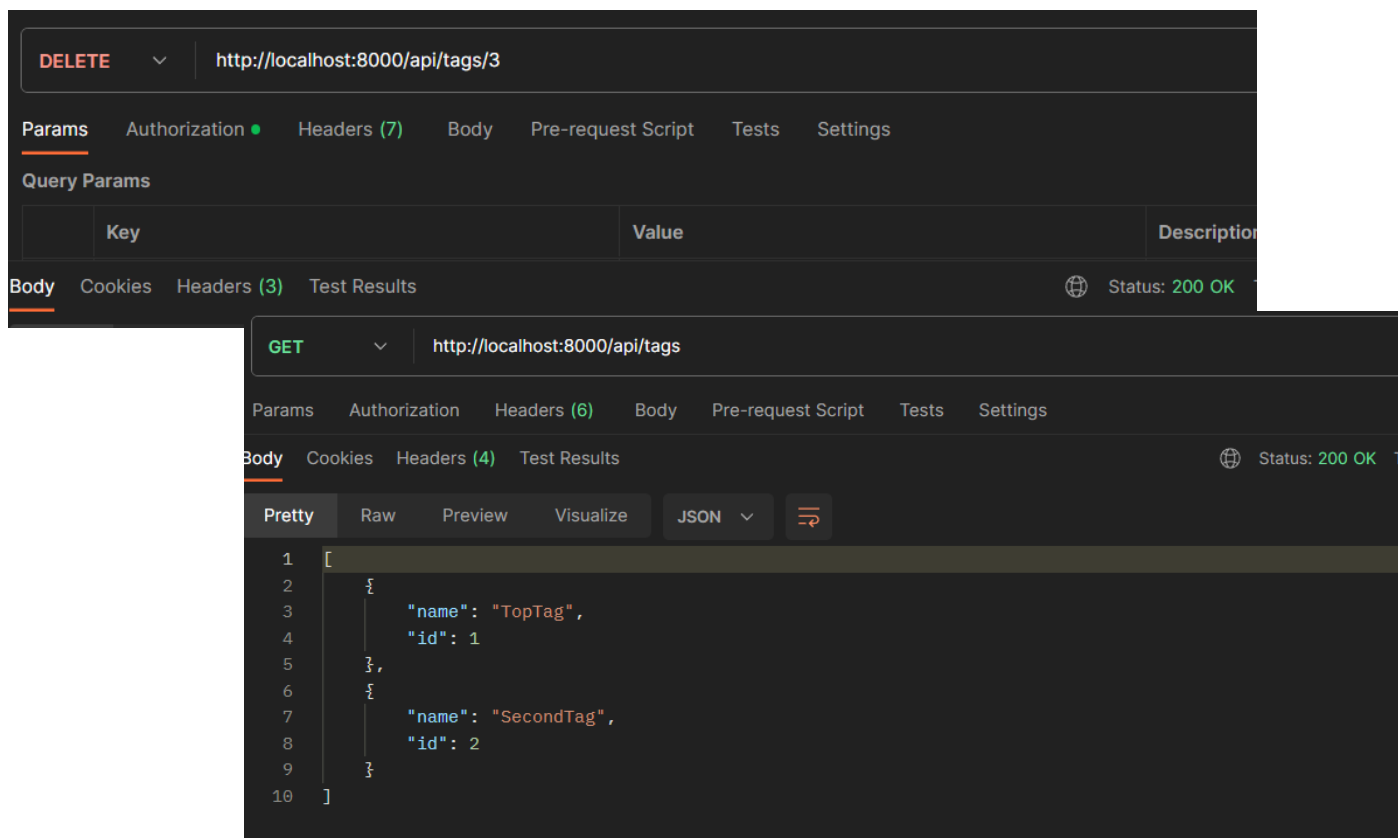 DELETE http://localhost:8000/api/tags/3
Params Authorization Headers (7) Body Pre-request Script Tests Settings
Query Params
Key Value Description
Body Cookies Headers (3) Test Results Status: 200 OK
GET http://localhost:8000/api/tags
Params Authorization Headers (6) Body Pre-request Script Tests Settings
Body Cookies Headers (4) Test Results Status: 200 OK
Pretty Raw Preview Visualize JSON
1 [
2 {
3 "name": "TopTag",
4 "id": 1
5 },
6 {
7 "name": "SecondTag",
8 "id": 2
9 }
10 ]